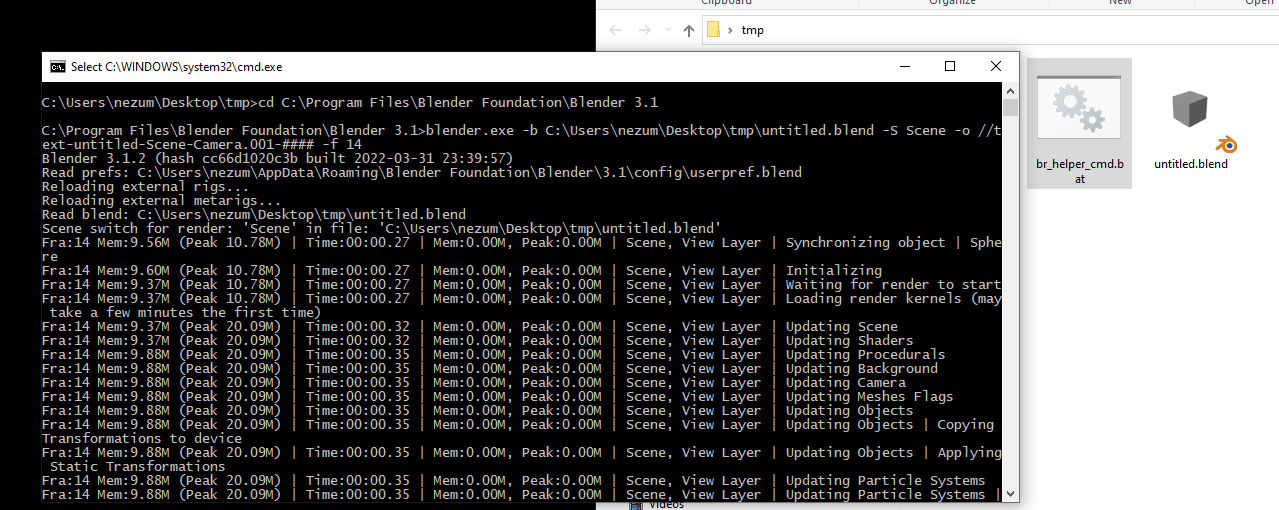 Clipboard
Organize
New
Open
tmp
Select C:\WINDOWS\system32\cmd.exe
C:\Users\nezum\Desktop\tmp>cd C:\Program Files\Blender Foundation\Blender 3.1
C:\Program Files\Blender Foundation\Blender 3.1>blender.exe -b C:\Users\nezum\Desktop\tmp\untitled.blend -S Scene -o //t
ext-untitled-Scene-Camera.001-#### -f 14
Blender 3.1.2 (hash cc66d1020c3b built 2022-03-31 23:39:57)
Read prefs: C:\Users\nezum\AppData\Roaming\Blender Foundation\Blender\3.1\config\userpref.blend
Reloading external rigs...
Reloading external metarigs...
Read blend: C:\Users\nezum\Desktop\tmp\untitled.blend
Scene switch for render: 'Scene' in file: 'C:\Users\nezum\Desktop\tmp\untitled.blend'
Fra:14 Mem:9.56M (Peak 10.78M) | Time:00:00.27 | Mem:0.00M, Peak:0.00M | Scene, View Layer | Synchronizing object | Sphe
re
Fra:14 Mem:9.60M (Peak 10.78M) | Time:00:00.27 | Mem:0.00M, Peak:0.00M | Scene, View Layer | Initializing
Fra:14 Mem:9.37M (Peak 10.78M) | Time:00:00.27 | Mem:0.00M, Peak:0.00M | Scene, View Layer | Waiting for render to start
Fra:14 Mem:9.37M (Peak 10.78M) | Time:00:00.27 | Mem:0.00M, Peak:0.00M | Scene, View Layer | Loading render kernels (may
take a few minutes the first time)
Fra:14 Mem:9.37M (Peak 20.09M) | Time:00:00.32 | Mem:0.00M, Peak:0.00M | Scene, View Layer | Updating Scene
Fra:14 Mem:9.37M (Peak 20.09M) | Time:00:00.32 | Mem:0.00M, Peak:0.00M | Scene, View Layer | Updating Shaders
Fra:14 Mem:9.88M (Peak 20.09M) | Time:00:00.35 | Mem:0.00M, Peak:0.00M | Scene, View Layer | Updating Procedurals
Fra:14 Mem:9.88M (Peak 20.09M) | Time:00:00.35 | Mem:0.00M, Peak:0.00M | Scene, View Layer | Updating Background
Fra:14 Mem:9.88M (Peak 20.09M) | Time:00:00.35 | Mem:0.00M, Peak:0.00M | Scene, View Layer | Updating Camera
Fra:14 Mem:9.88M (Peak 20.09M) | Time:00:00.35 | Mem:0.00M, Peak:0.00M | Scene, View Layer | Updating Meshes Flags
Fra:14 Mem:9.88M (Peak 20.09M) | Time:00:00.35 | Mem:0.00M, Peak:0.00M | Scene, View Layer | Updating Objects
Fra:14 Mem:9.88M (Peak 20.09M) | Time:00:00.35 | Mem:0.00M, Peak:0.00M | Scene, View Layer | Updating Objects | Copying
Transformations to device
Fra:14 Mem:9.88M (Peak 20.09M) | Time:00:00.35 | Mem:0.00M, Peak:0.00M | Scene, View Layer | Updating Objects | Applying
Static Transformations
Fra:14 Mem:9.88M (Peak 20.09M) | Time:00:00.35 | Mem:0.00M, Peak:0.00M | Scene, View Layer | Updating Particle Systems
Fra:14 Mem:9.88M (Peak 20.09M) | Time:00:00.35 | Mem:0.00M, Peak:0.00M | Scene, View Layer | Updating Particle Systems |
br_helper_cmd.b
at
untitled.blend
Videos